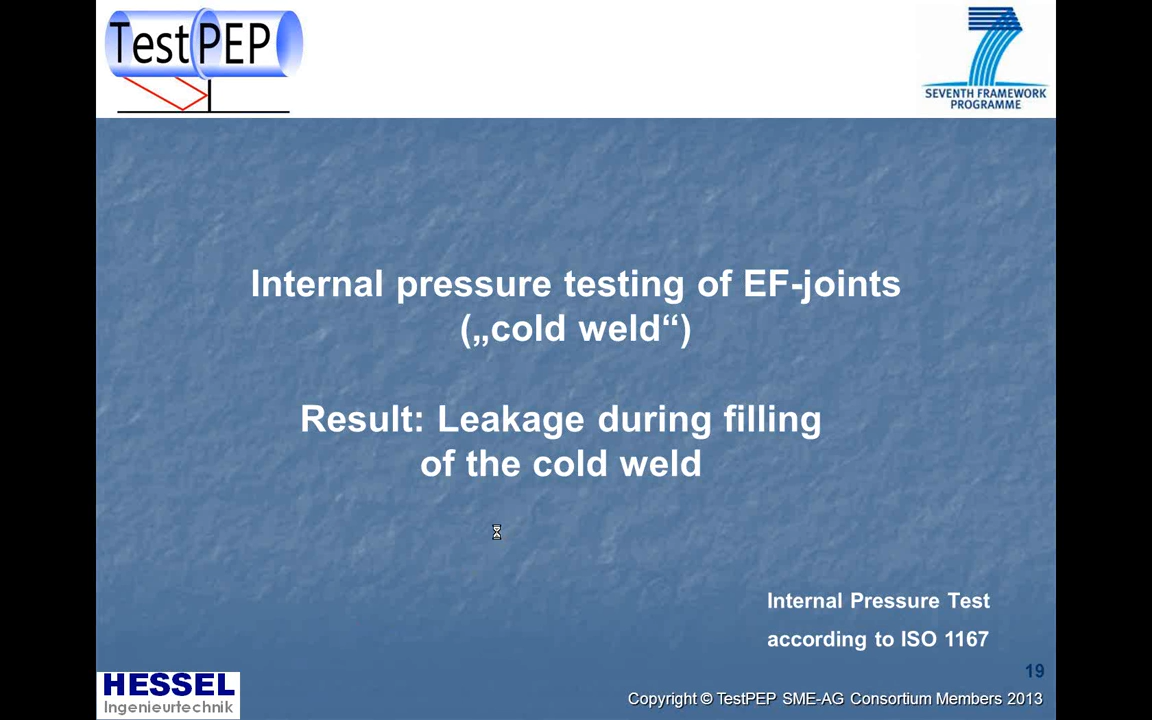 TestPEP
7
SEVENTH FRAMEWORK
PROGRAMME
Internal pressure testing of EF-joints
(„cold weld“)
Result: Leakage during filling
of the cold weld
Internal Pressure Test
according to ISO 1167
19
HESSEL
Ingenieurtechnik
Copyright © TestPEP SME-AG Consortium Members 2013